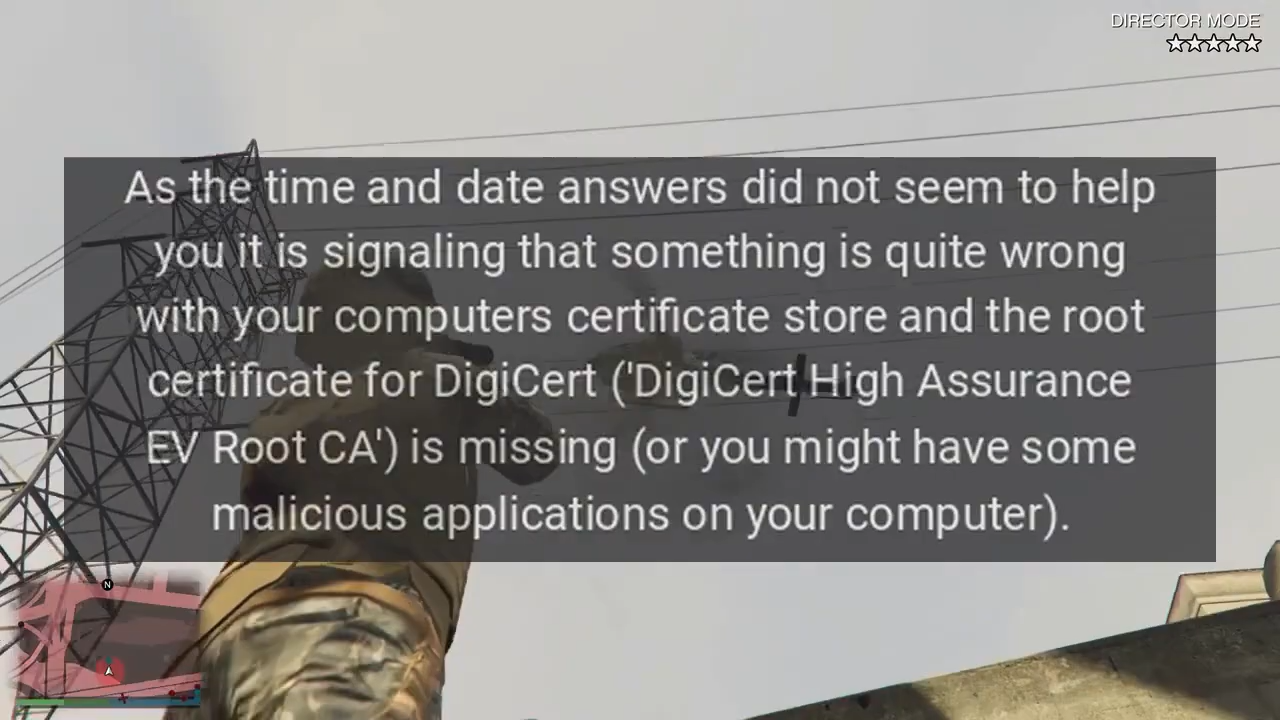 DIRECTOR MODE
As the time and date answers did not seem to help
you it is signaling that something is quite wrong
with your computers certificate store and the root
certificate for DigiCert ('DigiCert High Assurance
EV Root CA') is missing (or you might have some
malicious applications on your computer).
N